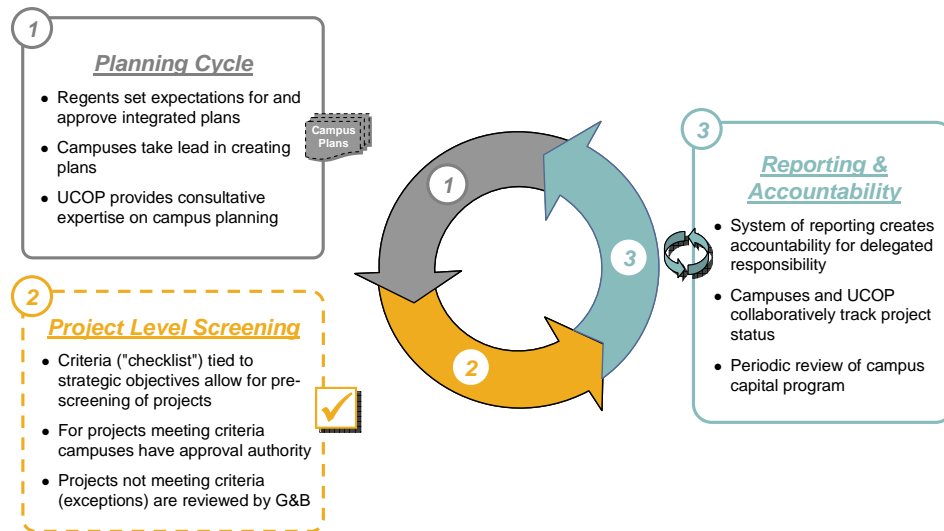 1
Planning Cycle
• Regents set expectations for and
approve integrated plans
• Campuses take lead in creating
plans
• UCOP provides consultative
expertise on campus planning
Campus
Plans
2
Project Level Screening
• Criteria ("checklist") tied to
strategic objectives allow for pre-
screening of projects
• For projects meeting criteria
campuses have approval authority
• Projects not meeting criteria
(exceptions) are reviewed by G&B
1
2
3
3
Reporting &
Accountability
• System of reporting creates
accountability for delegated
responsibility
• Campuses and UCOP
collaboratively track project
status
• Periodic review of campus
capital program